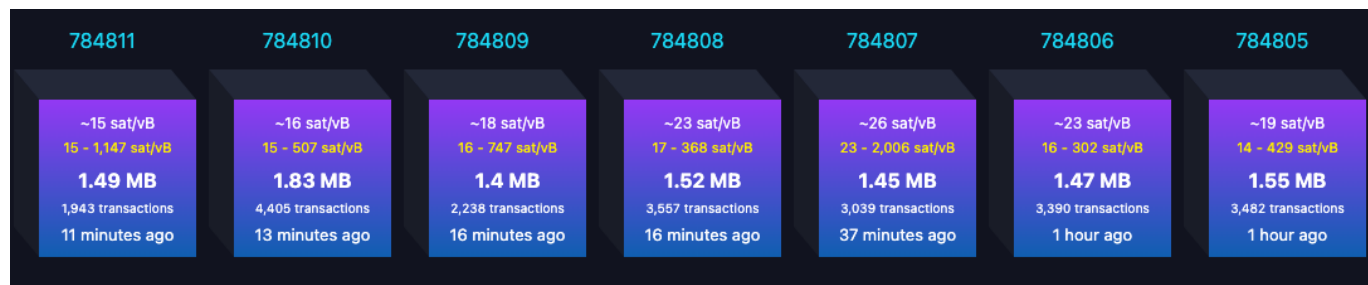 784811
~15 sat/vB
15 - 1,147 sat/vB
1.49 MB
1,943 transactions
11 minutes ago
784810
~16 sat/vB
15 - 507 sat/vB
1.83 MB
4,405 transactions
13 minutes ago
784809
~18 sat/vB
16 - 747 sat/vB
1.4 MB
2,238 transactions
16 minutes ago
784808
~23 sat/vB
17 - 368 sat/vB
1.52 MB
3,557 transactions
16 minutes ago
784807
~26 sat/vB
23 - 2,006 sat/vB
1.45 MB
3,039 transactions
37 minutes ago
784806
~23 sat/vB
16 - 302 sat/vB
1.47 MB
3,390 transactions
1 hour ago
784805
~19 sat/vB
14 - 429 sat/vB
1.55 MB
3,482 transactions
1 hour ago